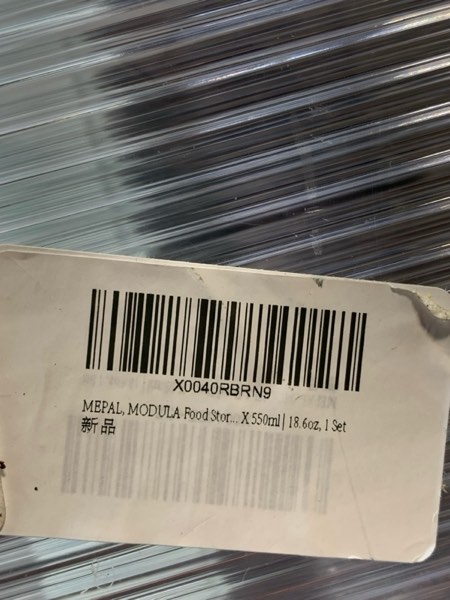 X0040RBRN9
MEPAL, MODULA Food Stor... X 550ml | 18.6oz, 1 Set
新品